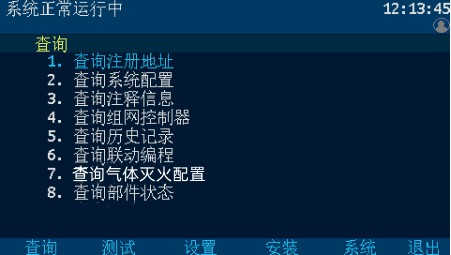 系统正常运行中 12:13:45
查询
1. 查询注册地址
2. 查询系统配置
3. 查询注释信息
4. 查询组网控制器
5. 查询历史记录
6. 查询联动编程
7. 查询气体灭火配置
8. 查询部件状态
查询 测试 设置 安装 系统 退出